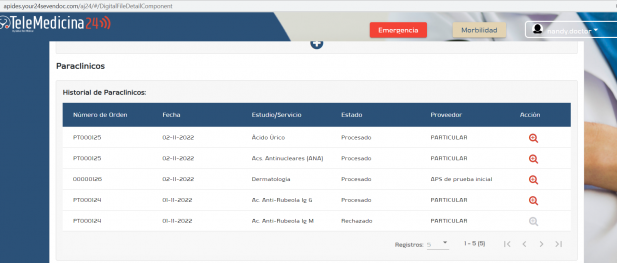 apides.your24sevendoc.com/aj24/#/DigitalFileDetailComponent
TeleMedicina24
Emergencia
Morbilidad
Paraclinicos
Historial de Paraclinicos:
Número de Orden Fecha Estudio/Servicio Estado Proveedor Acción
PT000125 02-11-2022 Ácido Úrico Procesado PARTICULAR
PT000125 02-11-2022 Acs. Antinucleares (ANA) Procesado PARTICULAR
00000126 02-11-2022 Dermatología Procesado APS de prueba inicial
PT000124 01-11-2022 Ac. Anti-Rubeola Ig G Procesado PARTICULAR
PT000124 01-11-2022 Ac. Anti-Rubeola Ig M Rechazado PARTICULAR
Registros: 5 1 - 5 (5)